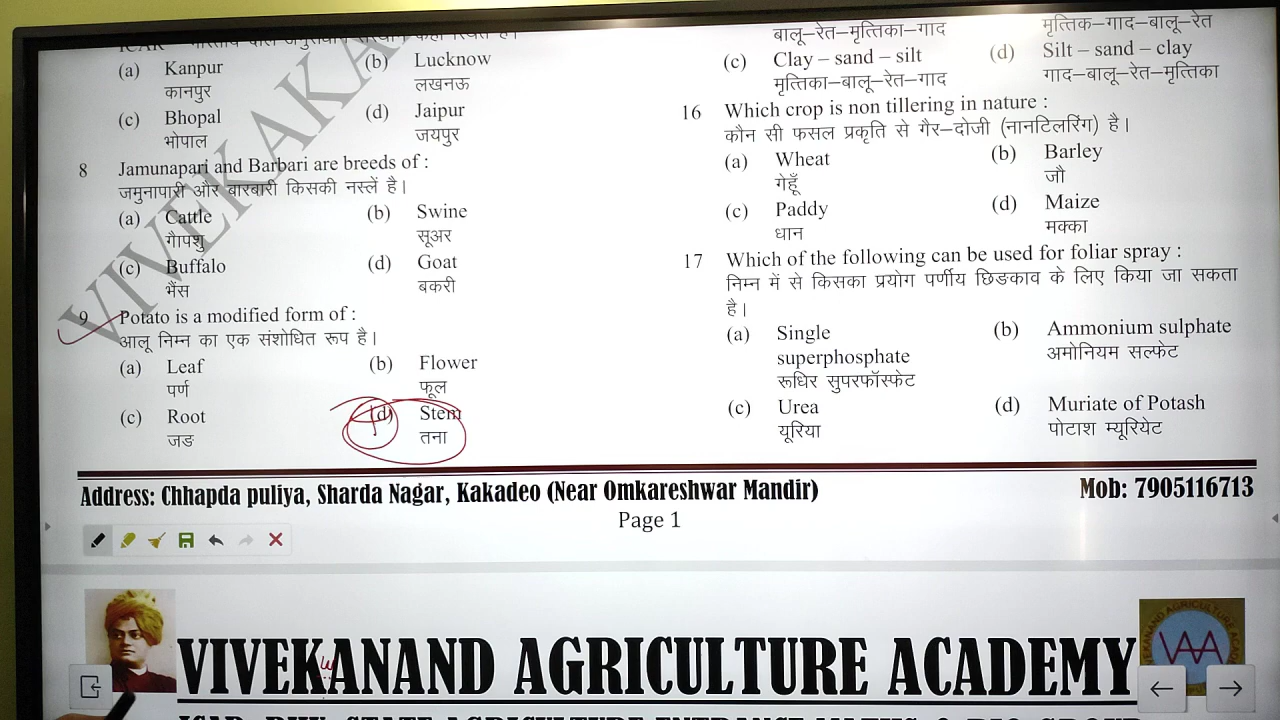 ICAR
(a) Kanpur (b) Lucknow
कानपुर लखनऊ
(c) Bhopal (d) Jaipur
भोपाल जयपुर
8 Jamunapari and Barbari are breeds of :
जमुनापारी और बारबारी किसकी नस्लें है।
(a) Cattle (b) Swine
गोपशु सूअर
(c) Buffalo (d) Goat
भैंस बकरी
9 Potato is a modified form of :
आलू निम्न का एक संशोधित रूप है।
(a) Leaf (b) Flower
पर्ण फूल
(c) Root (d) Stem
जड़ तना
बालू–रेत–मृत्तिका–गाद मृत्तिक–गाद–बालू–रेत
(c) Clay – sand – silt (d) Silt – sand – clay
मृत्तिका–बालू–रेत–गाद गाद–बालू–रेत–मृत्तिका
16 Which crop is non tillering in nature :
कौन सी फसल प्रकृति से गैर–दोजी (नानटिलरिंग) है।
(a) Wheat (b) Barley
गेहूँ जौ
(c) Paddy (d) Maize
धान मक्का
17 Which of the following can be used for foliar spray :
निम्न में से किसका प्रयोग पर्णीय छिङकाव के लिए किया जा सकता
है।
(a) Single (b) Ammonium sulphate
superphosphate अमोनियम सल्फेट
रूधिर सुपरफॉस्फेट
(c) Urea (d) Muriate of Potash
यूरिया पोटाश म्यूरियेट
Address: Chhapda puliya, Sharda Nagar, Kakadeo (Near Omkareshwar Mandir) Mob: 7905116713
Page 1
VIVEKANAND AGRICULTURE ACADEMY
VAA